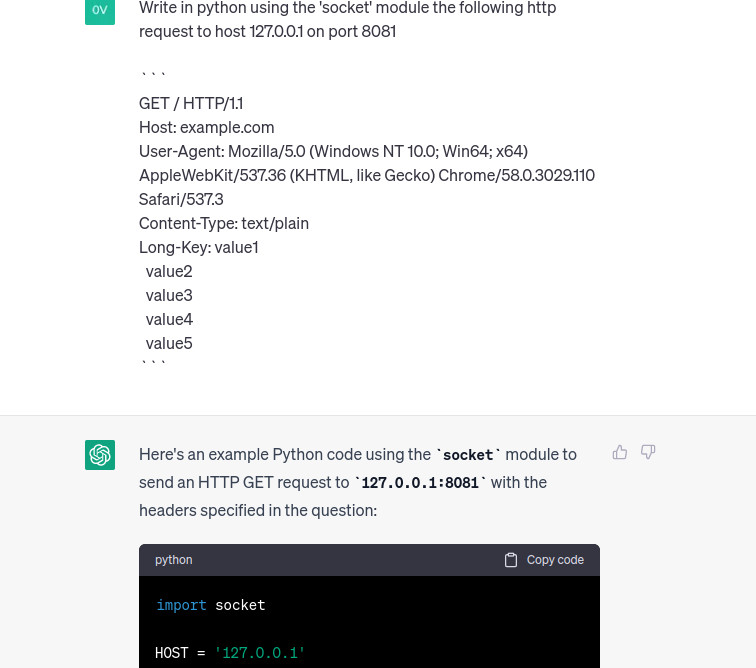 OV
Write in python using the 'socket' module the following http
request to host 127.0.0.1 on port 8081
```
GET / HTTP/1.1
Host: example.com
User-Agent: Mozilla/5.0 (Windows NT 10.0; Win64; x64)
AppleWebKit/537.36 (KHTML, like Gecko) Chrome/58.0.3029.110
Safari/537.3
Content-Type: text/plain
Long-Key: value1
  value2
  value3
  value4
  value5
```
Here's an example Python code using the `socket` module to
send an HTTP GET request to `127.0.0.1:8081` with the
headers specified in the question:
python Copy code
import socket
HOST = '127.0.0.1'